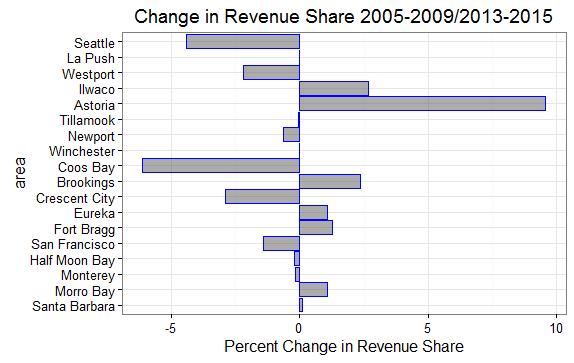 Change in Revenue Share 2005-2009/2013-2015
Seattle
La Push
Westport
Ilwaco
Astoria
Tillamook
Newport
Winchester
Coos Bay
Brookings
Crescent City
Eureka
Fort Bragg
San Francisco
Half Moon Bay
Monterey
Morro Bay
Santa Barbara
area
-5 0 5 10
Percent Change in Revenue Share